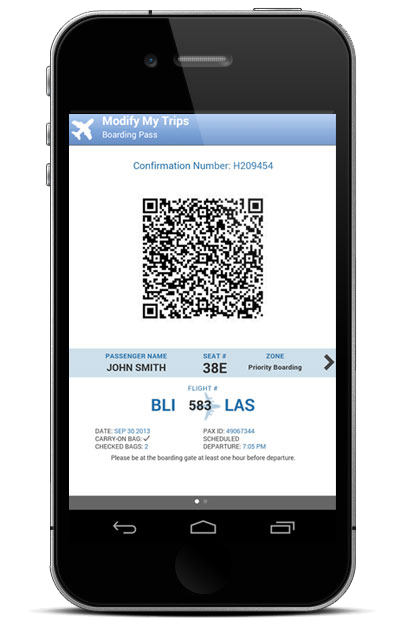 Modify My Trips
Boarding Pass
Confirmation Number: H209454
PASSENGER NAME SEAT # ZONE
JOHN SMITH 38E Priority Boarding
FLIGHT #
BLI 583 LAS
DATE: SEP 30 2013 PAX ID: 49067344
CARRY-ON BAG: ✓ SCHEDULED
CHECKED BAGS: 2 DEPARTURE: 7:05 PM
Please be at the boarding gate at least one hour before departure.